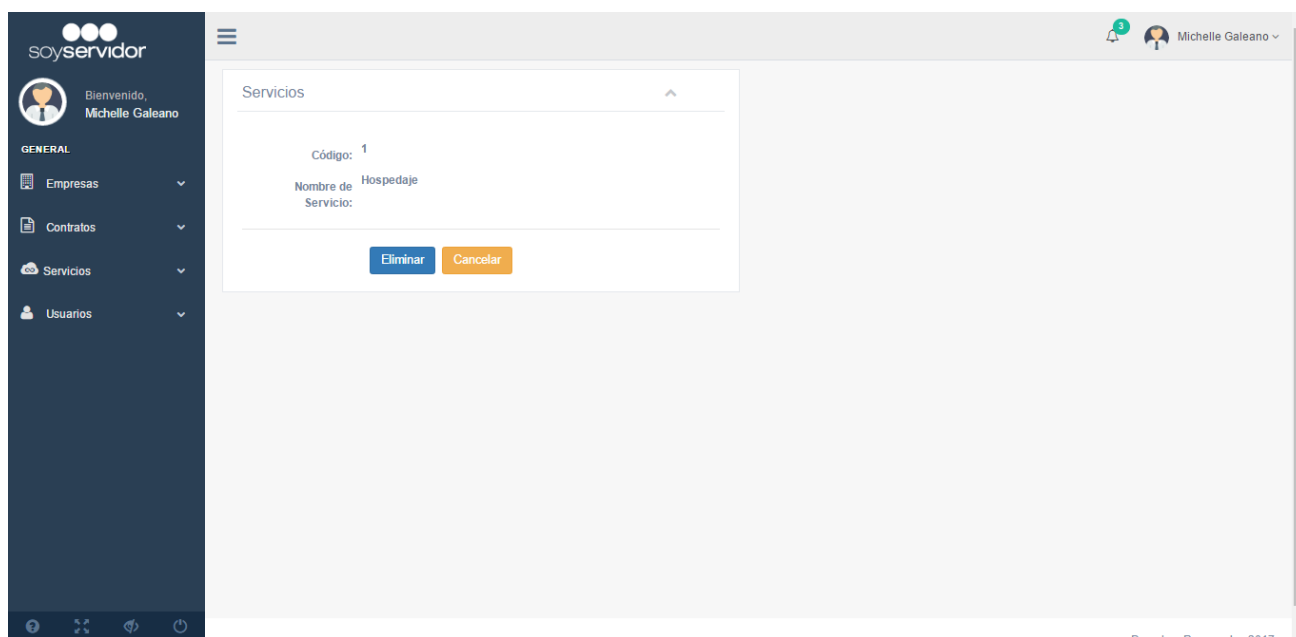 soyservidor
Bienvenido,
Michelle Galeano
GENERAL
Empresas
Contratos
Servicios
Usuarios
3
Michelle Galeano
Servicios
Código: 1
Nombre de Servicio: Hospedaje
Eliminar
Cancelar